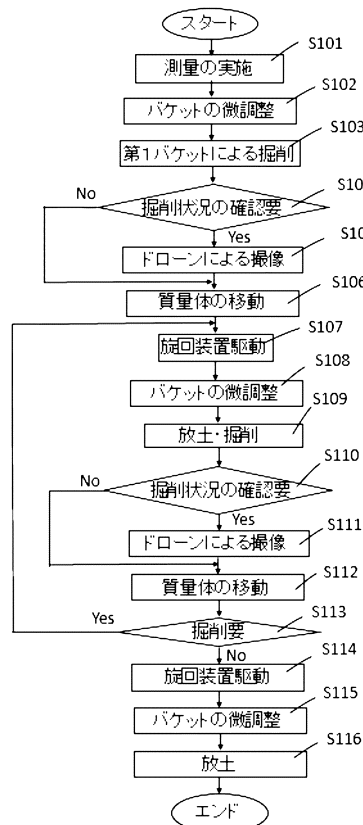 スタート
S101
測量の実施
S102
バケットの微調整
S103
第1バケットによる掘削
S10
掘削状況の確認要
No
Yes
S10
ドローンによる撮像
S106
質量体の移動
S107
旋回装置駆動
S108
バケットの微調整
S109
放土・掘削
S110
掘削状況の確認要
No
Yes
S111
ドローンによる撮像
S112
質量体の移動
S113
掘削要
Yes
No
S114
旋回装置駆動
S115
バケットの微調整
S116
放土
エンド